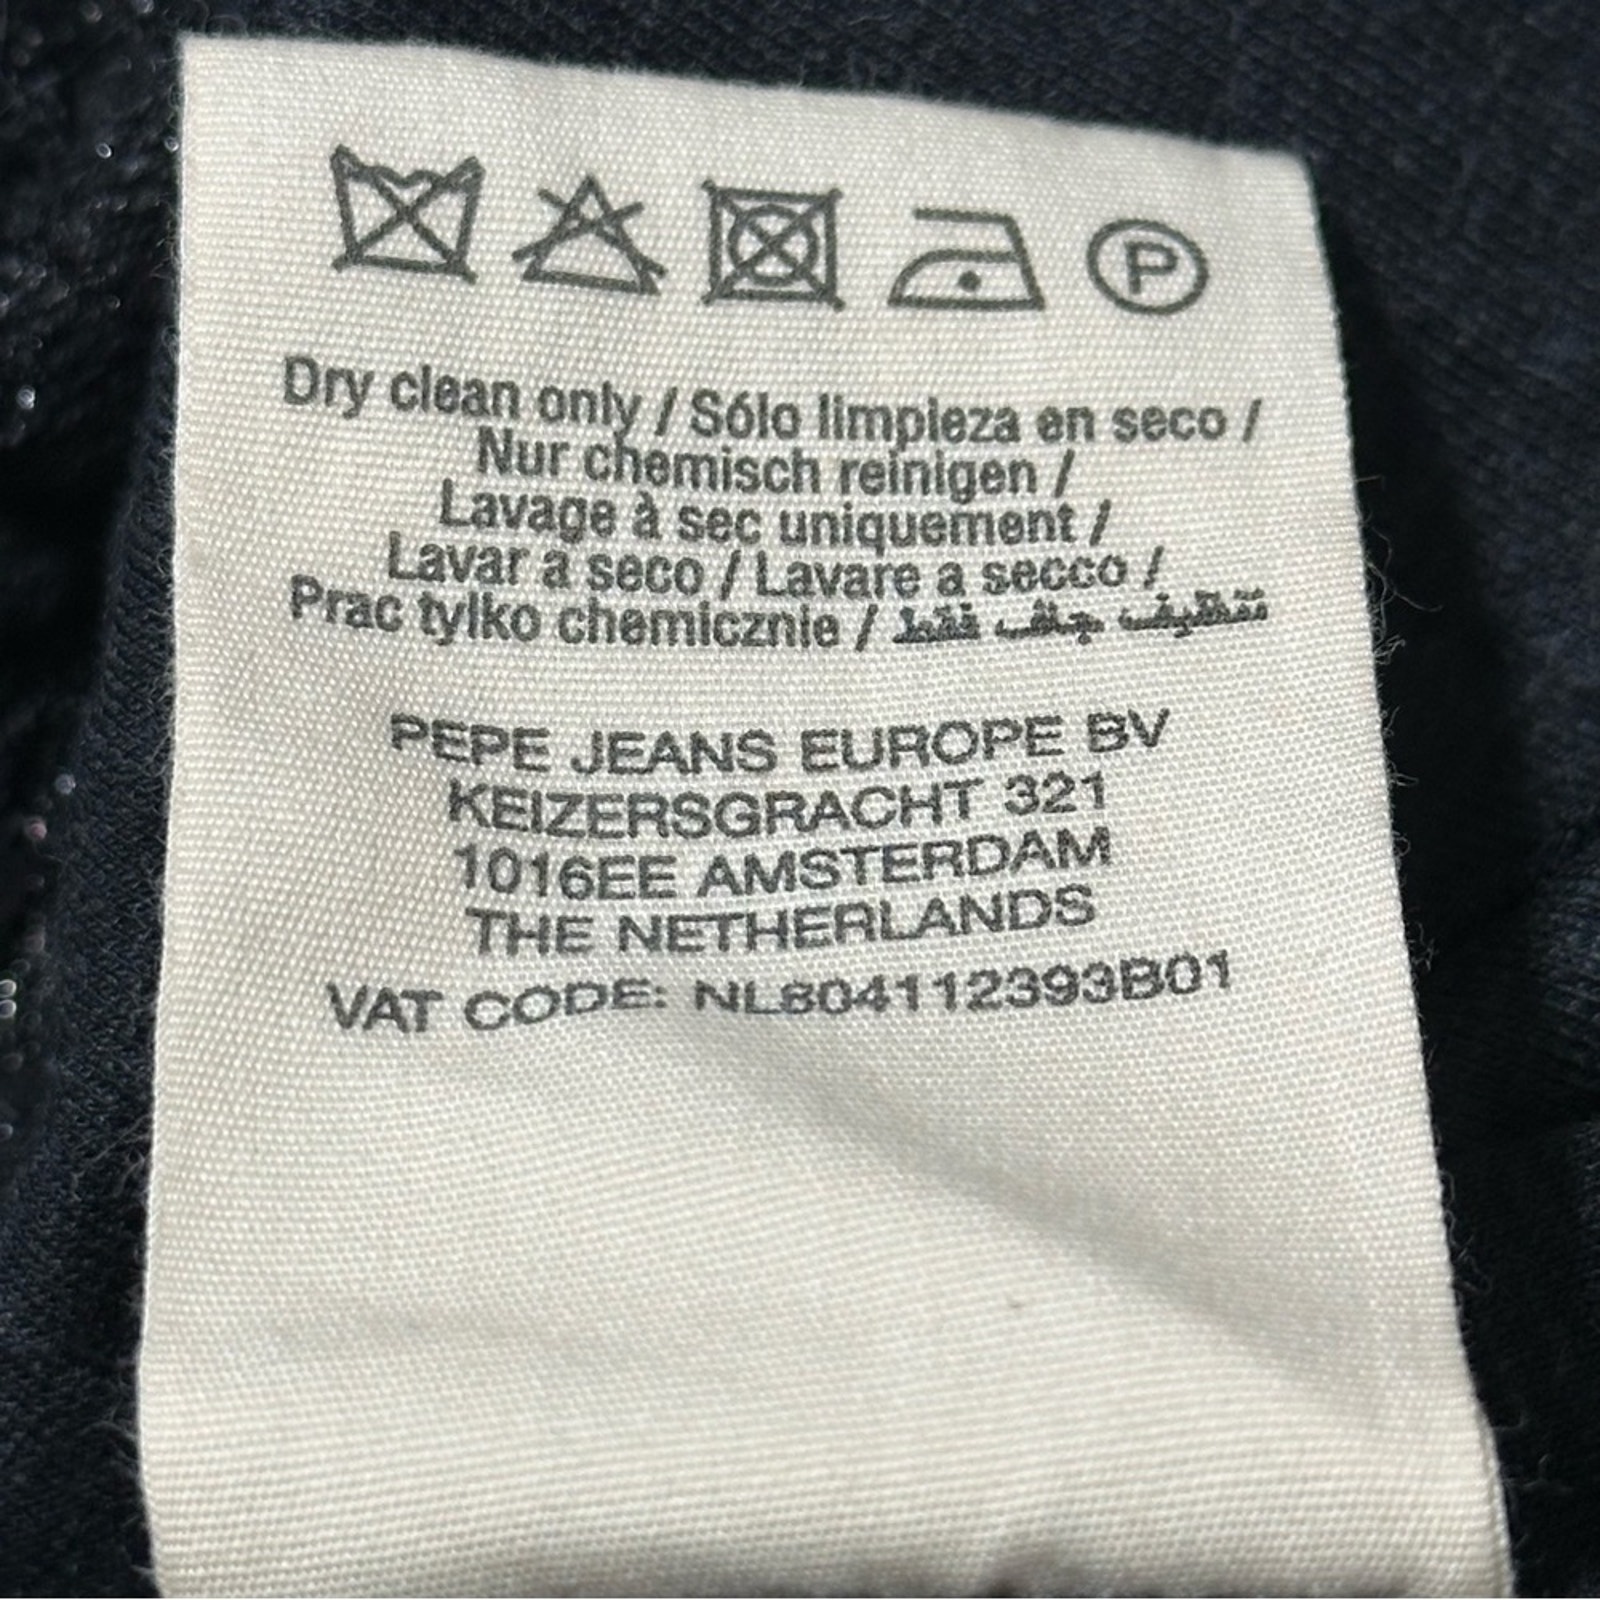 P
Dry clean only / Sólo limpieza en seco /
Nur chemisch reinigen /
Lavage à sec uniquement /
Lavar a seco / Lavare a secco /
Prac tylko chemicznie / تنظيف جاف فقط
PEPE JEANS EUROPE BV
KEIZERSGRACHT 321
1016EE AMSTERDAM
THE NETHERLANDS
VAT CODE: NL804112393B01